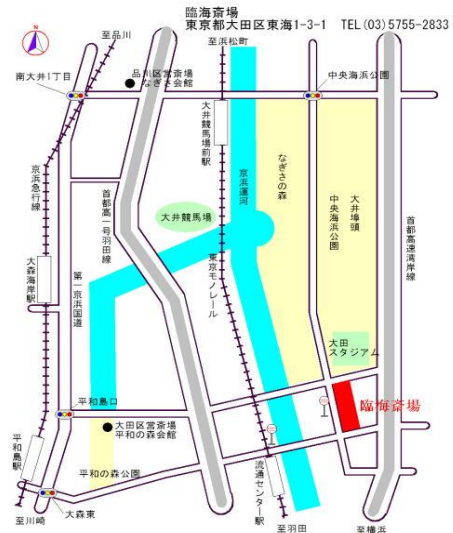 臨海斎場
東京都大田区東海1-3-1 TEL(03)5755-2833
至品川
至浜松町
南大井1丁目
品川区営斎場
なぎさ会館
中央海浜公園
大井競馬場前駅
京浜急行線
首都高一号羽田線
京浜運河
なぎさの森
中央海浜公園
大井埠頭
首都高速湾岸線
大井競馬場
大森海岸駅
第一京浜国道
東京モノレール
大田
スタジアム
平和島口
臨海斎場
大田区営斎場
平和の森会館
平和島駅
平和の森公園
流通センター駅
大森東
至川崎
至羽田
至横浜